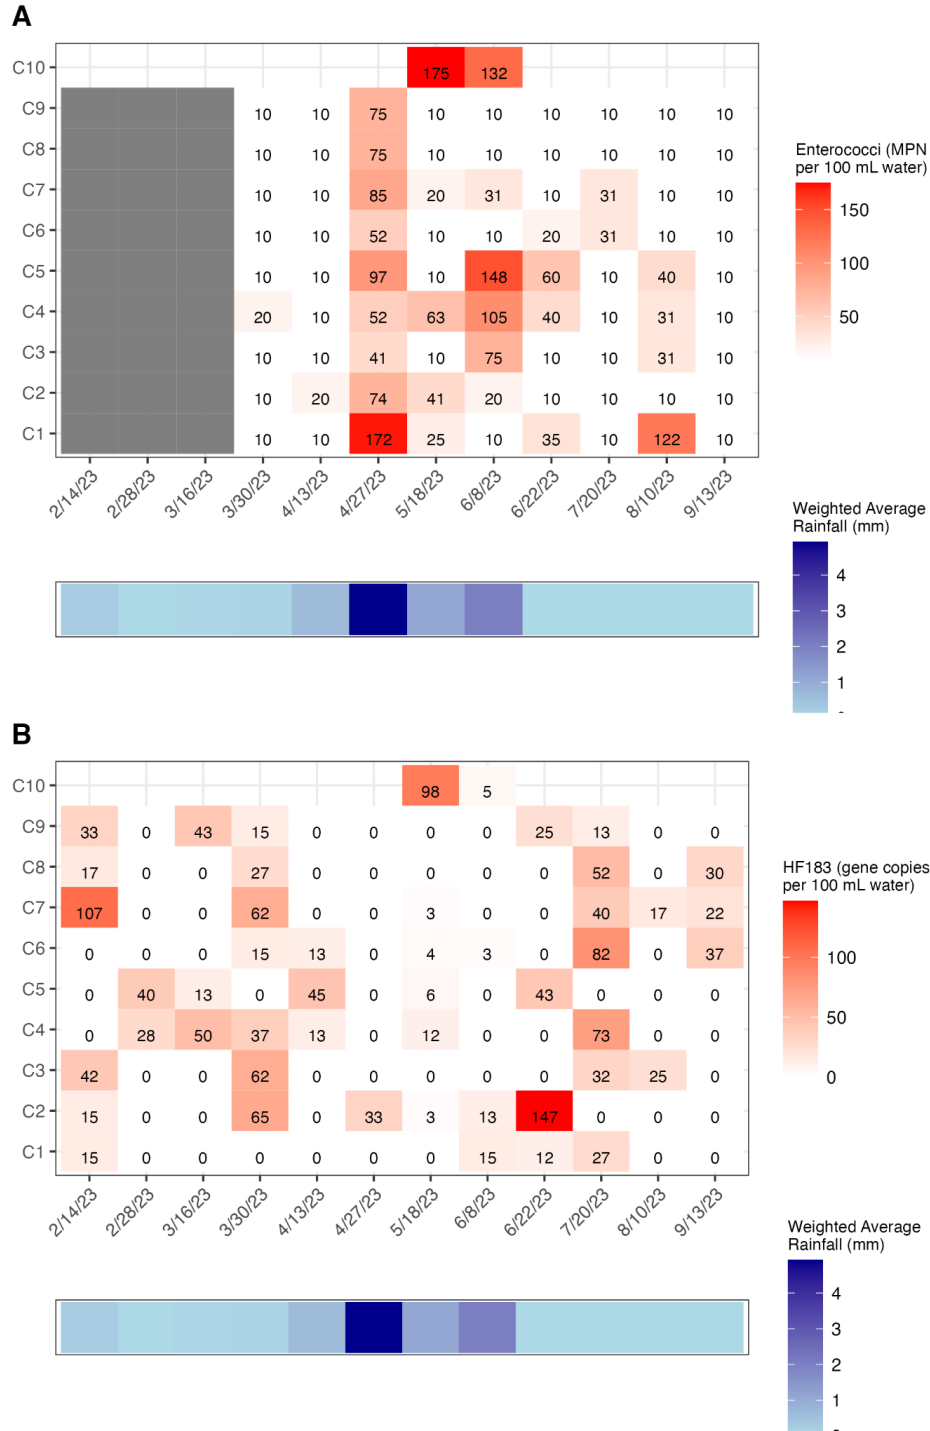 A
C10 175 132
C9 10 10 75 10 10 10 10 10 10
C8 10 10 75 10 10 10 10 10 10
C7 10 10 85 20 31 10 31 10 10
C6 10 10 52 10 10 20 31 10 10
C5 10 10 97 10 148 60 10 40 10
C4 20 10 52 63 105 40 10 31 10
C3 10 10 41 10 75 10 10 31 10
C2 10 20 74 41 20 10 10 10 10
C1 10 10 172 25 10 35 10 122 10
2/14/23 2/28/23 3/16/23 3/30/23 4/13/23 4/27/23 5/18/23 6/8/23 6/22/23 7/20/23 8/10/23 9/13/23
Enterococci (MPN
per 100 mL water)
150
100
50
Weighted Average
Rainfall (mm)
4
3
2
1
B
C10 98 5
C9 33 0 43 15 0 0 0 0 25 13 0 0
C8 17 0 0 27 0 0 0 0 0 52 0 30
C7 107 0 0 62 0 0 3 0 0 40 17 22
C6 0 0 0 15 13 0 4 3 0 82 0 37
C5 0 40 13 0 45 0 6 0 43 0 0 0
C4 0 28 50 37 13 0 12 0 0 73 0 0
C3 42 0 0 62 0 0 0 0 0 32 25 0
C2 15 0 0 65 0 33 3 13 147 0 0 0
C1 15 0 0 0 0 0 0 15 12 27 0 0
2/14/23 2/28/23 3/16/23 3/30/23 4/13/23 4/27/23 5/18/23 6/8/23 6/22/23 7/20/23 8/10/23 9/13/23
HF183 (gene copies
per 100 mL water)
100
50
0
Weighted Average
Rainfall (mm)
4
3
2
1